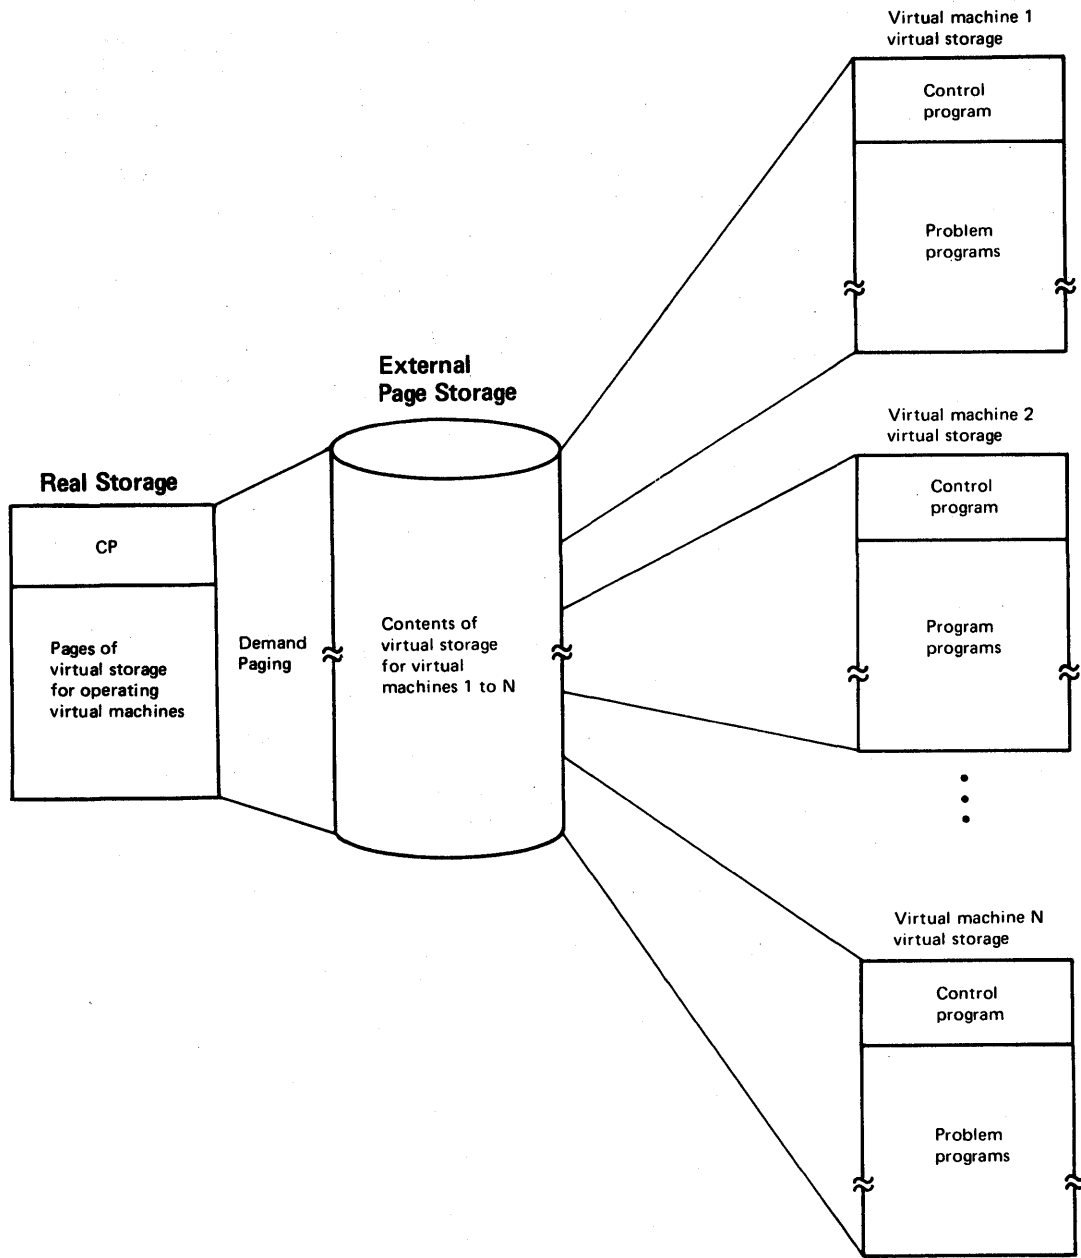 Virtual machine 1
virtual storage
Control
program
Problem
programs
External
Page Storage
Virtual machine 2
virtual storage
Real Storage
Control
program
CP
Pages of
virtual storage
for operating
virtual machines
Demand
Paging
Contents of
virtual storage
for virtual
machines 1 to N
Program
programs
Virtual machine N
virtual storage
Control
program
Problem
programs